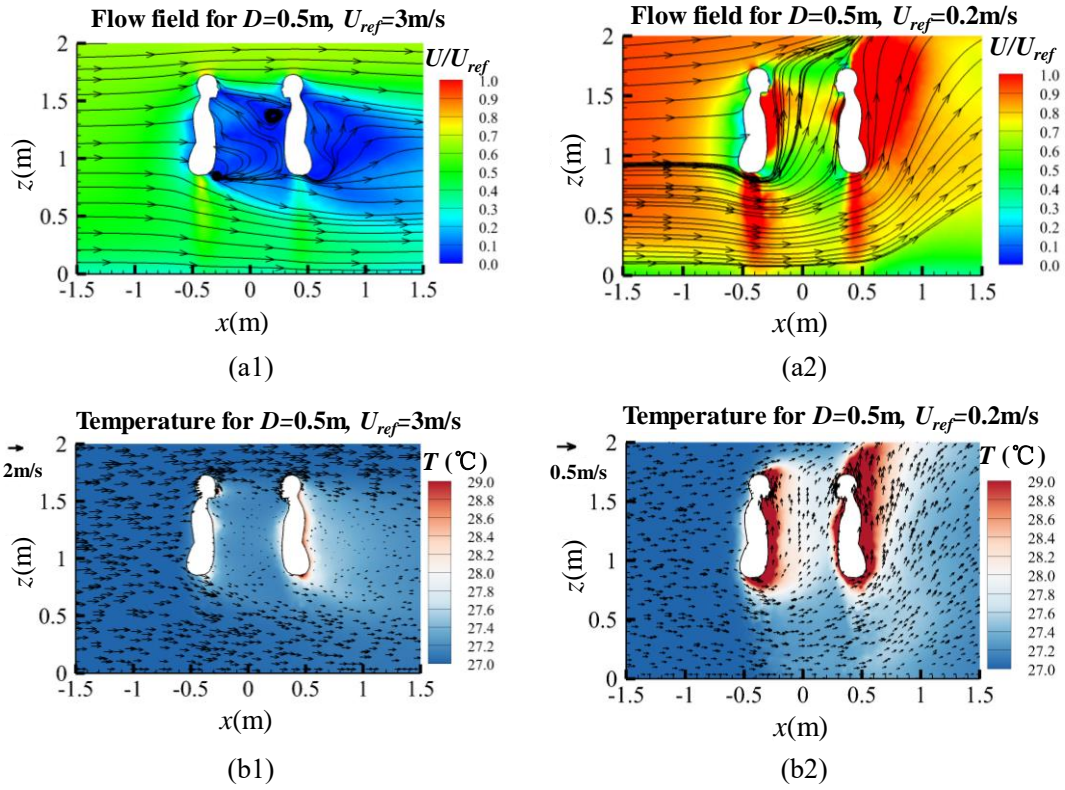 Flow field for D=0.5m, U_ref=3m/s
U/U_ref
2
1.5
1
0.5
0
z(m)
-1.5 -1 -0.5 0 0.5 1 1.5
x(m)
1.0
0.9
0.8
0.7
0.6
0.5
0.4
0.3
0.2
0.1
0.0
(a1)
Flow field for D=0.5m, U_ref=0.2m/s
U/U_ref
2
1.5
1
0.5
0
z(m)
-1.5 -1 -0.5 0 0.5 1 1.5
x(m)
1.0
0.9
0.8
0.7
0.6
0.5
0.4
0.3
0.2
0.1
0.0
(a2)
Temperature for D=0.5m, U_ref=3m/s
2m/s
T (℃)
2
1.5
1
0.5
0
z(m)
-1.5 -1 -0.5 0 0.5 1 1.5
x(m)
29.0
28.8
28.6
28.4
28.2
28.0
27.8
27.6
27.4
27.2
27.0
(b1)
Temperature for D=0.5m, U_ref=0.2m/s
0.5m/s
T (℃)
2
1.5
1
0.5
0
z(m)
-1.5 -1 -0.5 0 0.5 1 1.5
x(m)
29.0
28.8
28.6
28.4
28.2
28.0
27.8
27.6
27.4
27.2
27.0
(b2)